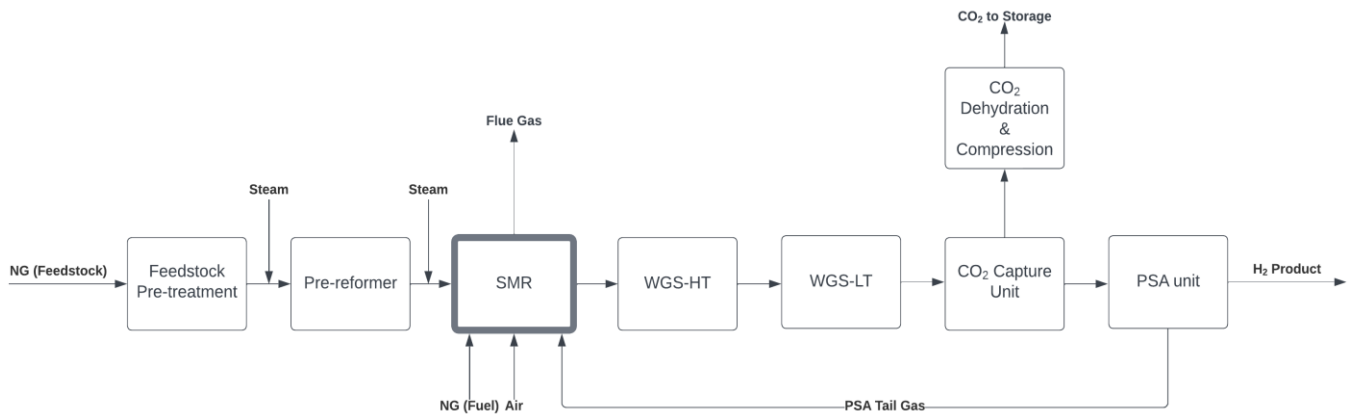 CO₂ to Storage
CO₂
Dehydration
&
Compression
Flue Gas
Steam
Steam
NG (Feedstock)
Feedstock
Pre-treatment
Pre-reformer
SMR
WGS-HT
WGS-LT
CO₂ Capture
Unit
PSA unit
H₂ Product
NG (Fuel)
Air
PSA Tail Gas